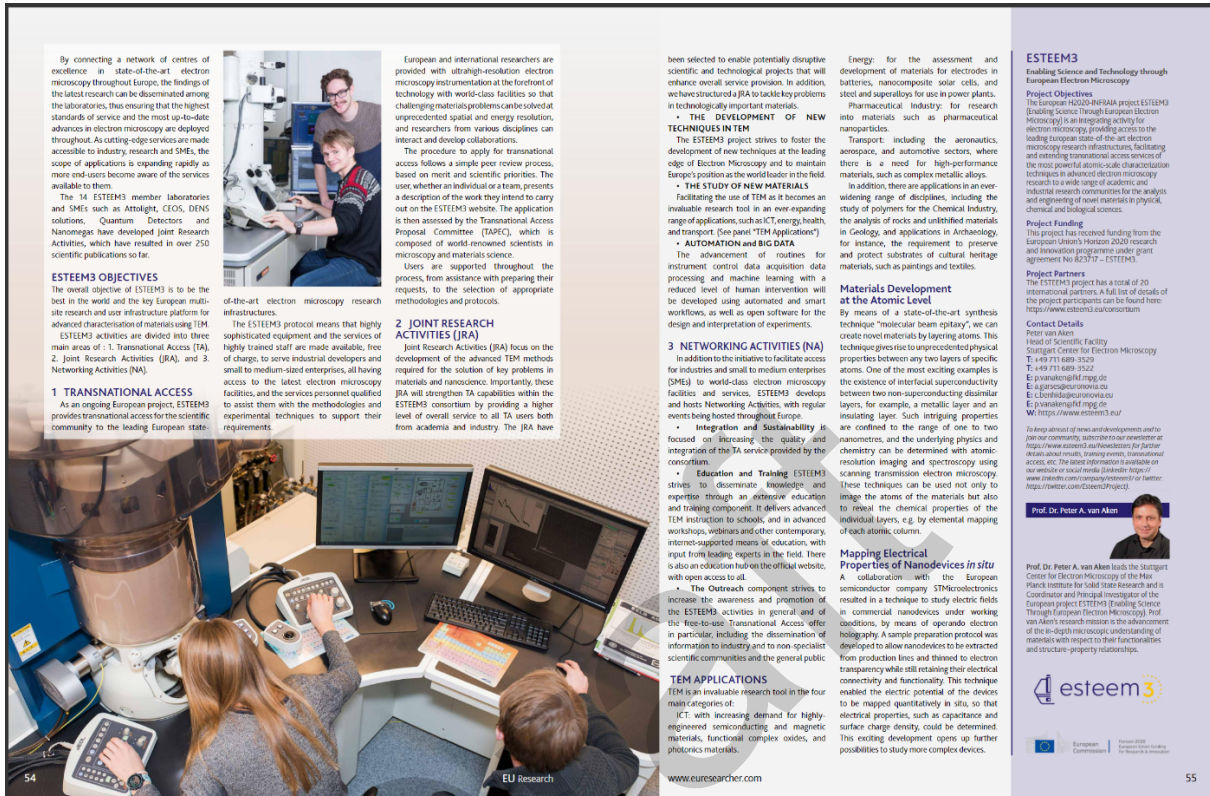 By connecting a network of centres of
excellence in state-of-the-art electron
microscopy throughout Europe, the findings of
the latest research can be disseminated among
the laboratories, thus ensuring that the highest
standards of service and the most up-to-date
advances in electron microscopy are deployed
throughout. As cutting-edge services are made
accessible to industry, research and SMEs, the
scope of applications is expanding rapidly as
more end-users become aware of the services
available to them.
The 14 ESTEEM3 member laboratories
and SMEs such as Attolight, CEOS, DENS
solutions, Quantum Detectors and
Nanomegas have developed Joint Research
Activities, which have resulted in over 250
scientific publications so far.
ESTEEM3 OBJECTIVES
The overall objective of ESTEEM3 is to be the
best in the world and the key European multi-
site research and user infrastructure platform for
advanced characterisation of materials using TEM.
ESTEEM3 activities are divided into three
main areas of : 1. Transnational Access (TA),
2. Joint Research Activities (JRA), and 3.
Networking Activities (NA).
1 TRANSNATIONAL ACCESS
As an ongoing European project, ESTEEM3
provides transnational access for the scientific
community to the leading European state-
of-the-art electron microscopy research
infrastructures.
The ESTEEM3 protocol means that highly
sophisticated equipment and the services of
highly trained staff are made available, free
of charge, to serve industrial developers and
small to medium-sized enterprises, all having
access to the latest electron microscopy
facilities, and the services personnel qualified
to assist them with the methodologies and
experimental techniques to support their
requirements.
European and international researchers are
provided with ultrahigh-resolution electron
microscopy instrumentation at the forefront of
technology with world-class facilities so that
challenging materials problems can be solved at
unprecedented spatial and energy resolution,
and researchers from various disciplines can
interact and develop collaborations.
The procedure to apply for transnational
access follows a simple peer review process,
based on merit and scientific priorities. The
user, whether an individual or a team, presents
a description of the work they intend to carry
out on the ESTEEM3 website. The application
is then assessed by the Transnational Access
Proposal Committee (TAPEC), which is
composed of world-renowned scientists in
microscopy and materials science.
Users are supported throughout the
process, from assistance with preparing their
requests, to the selection of appropriate
methodologies and protocols.
2 JOINT RESEARCH
ACTIVITIES (JRA)
Joint Research Activities (JRA) focus on the
development of the advanced TEM methods
required for the solution of key problems in
materials and nanoscience. Importantly, these
JRA will strengthen TA capabilities within the
ESTEEM3 consortium by providing a higher
level of overall service to all TA users both
from academia and industry. The JRA have
been selected to enable potentially disruptive
scientific and technological projects that will
enhance overall service provision. In addition,
we have structured a JRA to tackle key problems
in technologically important materials.
• THE DEVELOPMENT OF NEW
TECHNIQUES IN TEM
The ESTEEM3 project strives to foster the
development of new techniques at the leading
edge of Electron Microscopy and to maintain
Europe's position as the world leader in the field.
• THE STUDY OF NEW MATERIALS
Facilitating the use of TEM as it becomes an
invaluable research tool in an ever-expanding
range of applications, such as ICT, energy, health,
and transport. (See panel "TEM Applications")
• AUTOMATION and BIG DATA
The advancement of routines for
instrument control data acquisition data
processing and machine learning with a
reduced level of human intervention will
be developed using automated and smart
workflows, as well as open software for the
design and interpretation of experiments.
3 NETWORKING ACTIVITIES (NA)
In addition to the initiative to facilitate access
for industries and small to medium enterprises
(SMEs) to world-class electron microscopy
facilities and services, ESTEEM3 develops
and hosts Networking Activities, with regular
events being hosted throughout Europe.
• Integration and Sustainability is
focused on increasing the quality and
integration of the TA service provided by the
consortium.
• Education and Training ESTEEM3
strives to disseminate knowledge and
expertise through an extensive education
and training component. It delivers advanced
TEM instruction to schools, and in advanced
workshops, webinars and other contemporary,
internet-supported means of education, with
input from leading experts in the field. There
is also an education hub on the official website,
with open access to all.
• The Outreach component strives to
increase the awareness and promotion of
the ESTEEM3 activities in general and of
the free-to-use Transnational Access offer
in particular, including the dissemination of
information to industry and to non-specialist
scientific communities and the general public
TEM APPLICATIONS
TEM is an invaluable research tool in the four
main categories of:
ICT: with increasing demand for highly-
engineered semiconducting and magnetic
materials, functional complex oxides, and
photonics materials.
Energy: for the assessment and
development of materials for electrodes in
batteries, nanocomposite solar cells, and
steel and superalloys for use in power plants.
Pharmaceutical Industry: for research
into materials such as pharmaceutical
nanoparticles.
Transport: including the aeronautics,
aerospace, and automotive sectors, where
there is a need for high-performance
materials, such as complex metallic alloys.
In addition, there are applications in an ever-
widening range of disciplines, including the
study of polymers for the Chemical Industry,
the analysis of rocks and unlithified materials
in Geology, and applications in Archaeology,
for instance, the requirement to preserve
and protect substrates of cultural heritage
materials, such as paintings and textiles.
Materials Development
at the Atomic Level
By means of a state-of-the-art synthesis
technique "molecular beam epitaxy", we can
create novel materials by layering atoms. This
technique gives rise to unprecedented physical
properties between any two layers of specific
atoms. One of the most exciting examples is
the existence of interfacial superconductivity
between two non-superconducting dissimilar
layers, for example, a metallic layer and an
insulating layer. Such intriguing properties
are confined to the range of one to two
nanometres, and the underlying physics and
chemistry can be determined with atomic-
resolution imaging and spectroscopy using
scanning transmission electron microscopy.
These techniques can be used not only to
image the atoms of the materials but also
to reveal the chemical properties of the
individual layers, e.g. by elemental mapping
of each atomic column.
Mapping Electrical
Properties of Nanodevices in situ
A collaboration with the European
semiconductor company STMicroelectronics
resulted in a technique to study electric fields
in commercial nanodevices under working
conditions, by means of operando electron
holography. A sample preparation protocol was
developed to allow nanodevices to be extracted
from production lines and thinned to electron
transparency while still retaining their electrical
connectivity and functionality. This technique
enabled the electric potential of the devices
to be mapped quantitatively in situ, so that
electrical properties, such as capacitance and
surface charge density, could be determined.
This exciting development opens up further
possibilities to study more complex devices.
ESTEEM3
Enabling Science and Technology through
European Electron Microscopy
Project Objectives
The European H2020-INFRAIA project ESTEEM3
(Enabling Science Through European Electron
Microscopy) is an integrating activity for
electron microscopy, providing access to the
leading European state-of-the-art electron
microscopy research infrastructures, facilitating
and extending transnational access services of
the most powerful atomic-scale characterization
techniques in advanced electron microscopy
research to a wide range of academic and
industrial research communities for the analysis
and engineering of novel materials in physical,
chemical and biological sciences.
Project Funding
This project has received funding from the
European Union's Horizon 2020 research
and innovation programme under grant
agreement No 823717 – ESTEEM3.
Project Partners
The ESTEEM3 project has a total of 20
international partners. A full list of details of
the project participants can be found here:
https://www.esteem3.eu/consortium
Contact Details
Peter van Aken
Head of Scientific Facility
Stuttgart Center for Electron Microscopy
T: +49 711 689-3529
T: +49 711 689-3522
E: p.vanaken@fkf.mpg.de
E: a.garses@euronovia.eu
E: c.benhida@euronovia.eu
E: p.vanaken@fkf.mpg.de
W: https://www.esteem3.eu/
To keep abreast of news and developments and to
join our community, subscribe to our newsletter at
https://www.esteem3.eu/Newsletters for further
details about results, training events, transnational
access, etc. The latest information is available on
our website or social media (LinkedIn: https://
www.linkedin.com/company/esteem3/ or Twitter:
https://twitter.com/Esteem3Project).
Prof. Dr. Peter A. van Aken
Prof. Dr. Peter A. van Aken leads the Stuttgart
Center for Electron Microscopy of the Max
Planck Institute for Solid State Research and is
Coordinator and Principal Investigator of the
European project ESTEEM3 (Enabling Science
Through European Electron Microscopy). Prof.
van Aken's research mission is the advancement
of the in-depth microscopic understanding of
materials with respect to their functionalities
and structure–property relationships.
esteem3
European
Commission
Horizon 2020
European Union funding
for Research & Innovation
54
EU Research
www.euresearcher.com
55